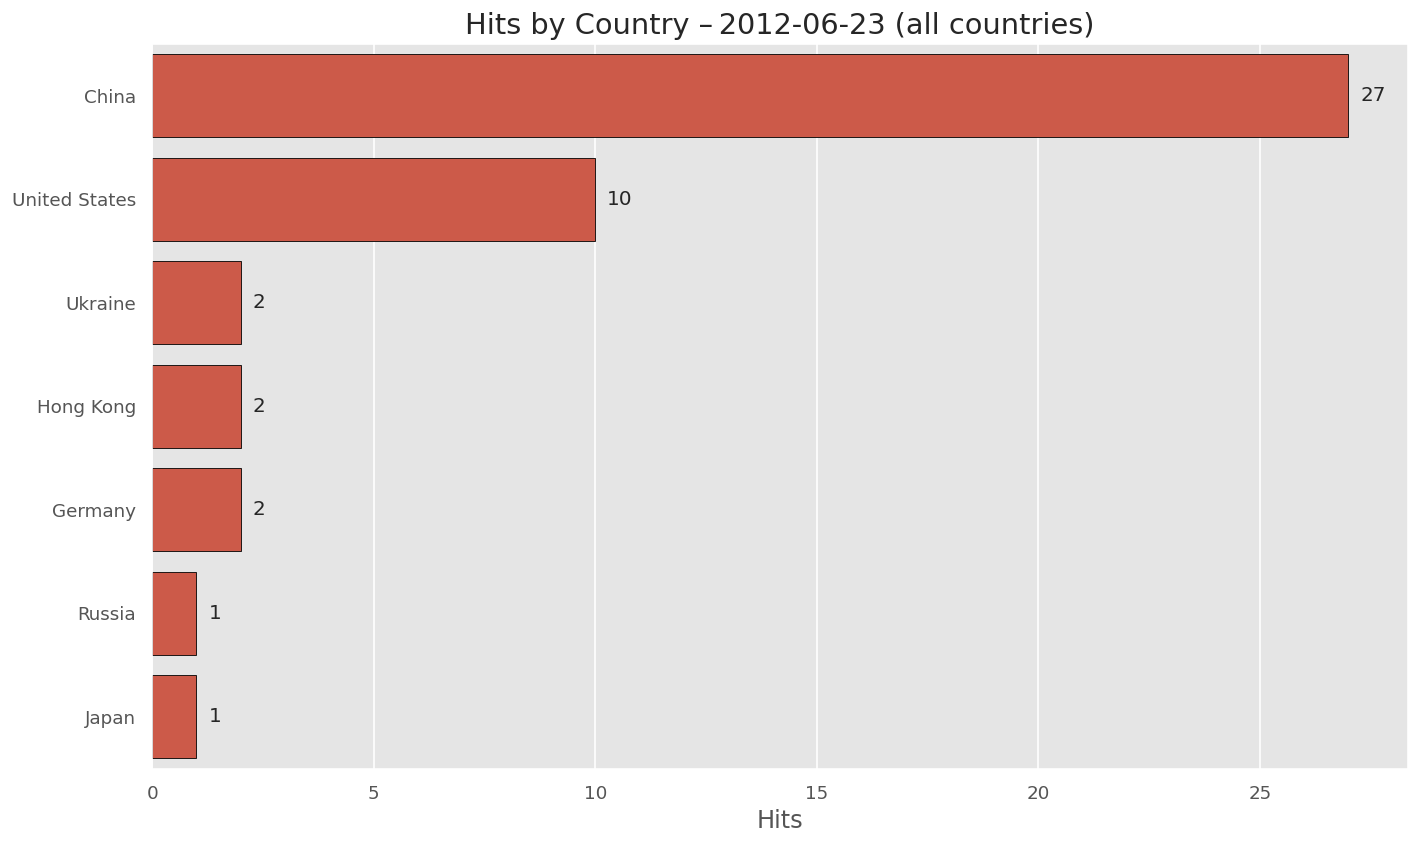 Hits by Country – 2012-06-23 (all countries)
China 27
United States 10
Ukraine 2
Hong Kong 2
Germany 2
Russia 1
Japan 1
0 5 10 15 20 25
Hits